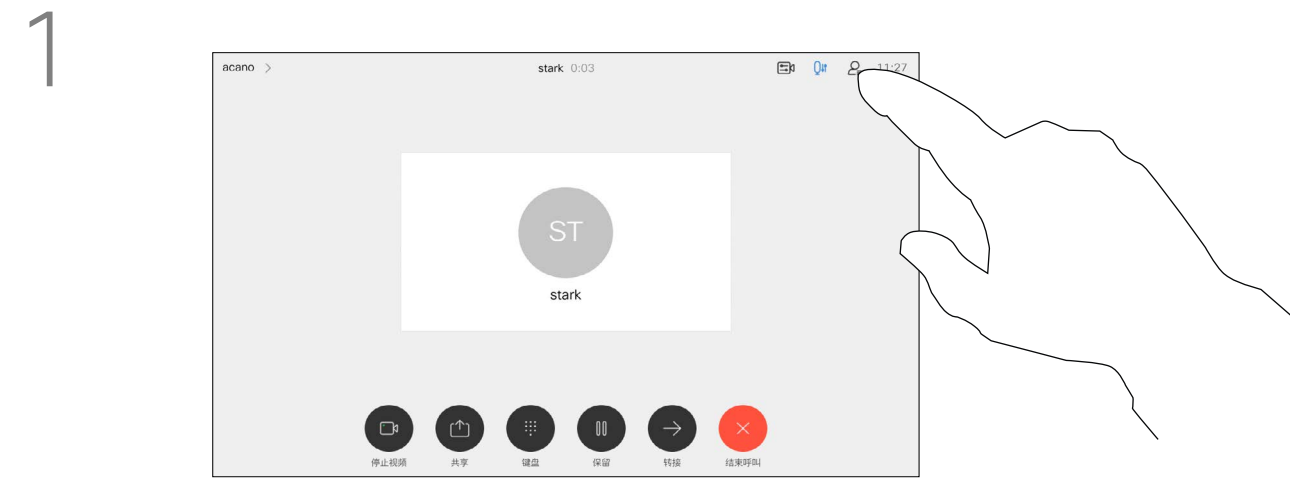 1
acano >
stark 0:03
11:27
ST
stark
停止视频
共享
键盘
保留
转接
结束呼叫